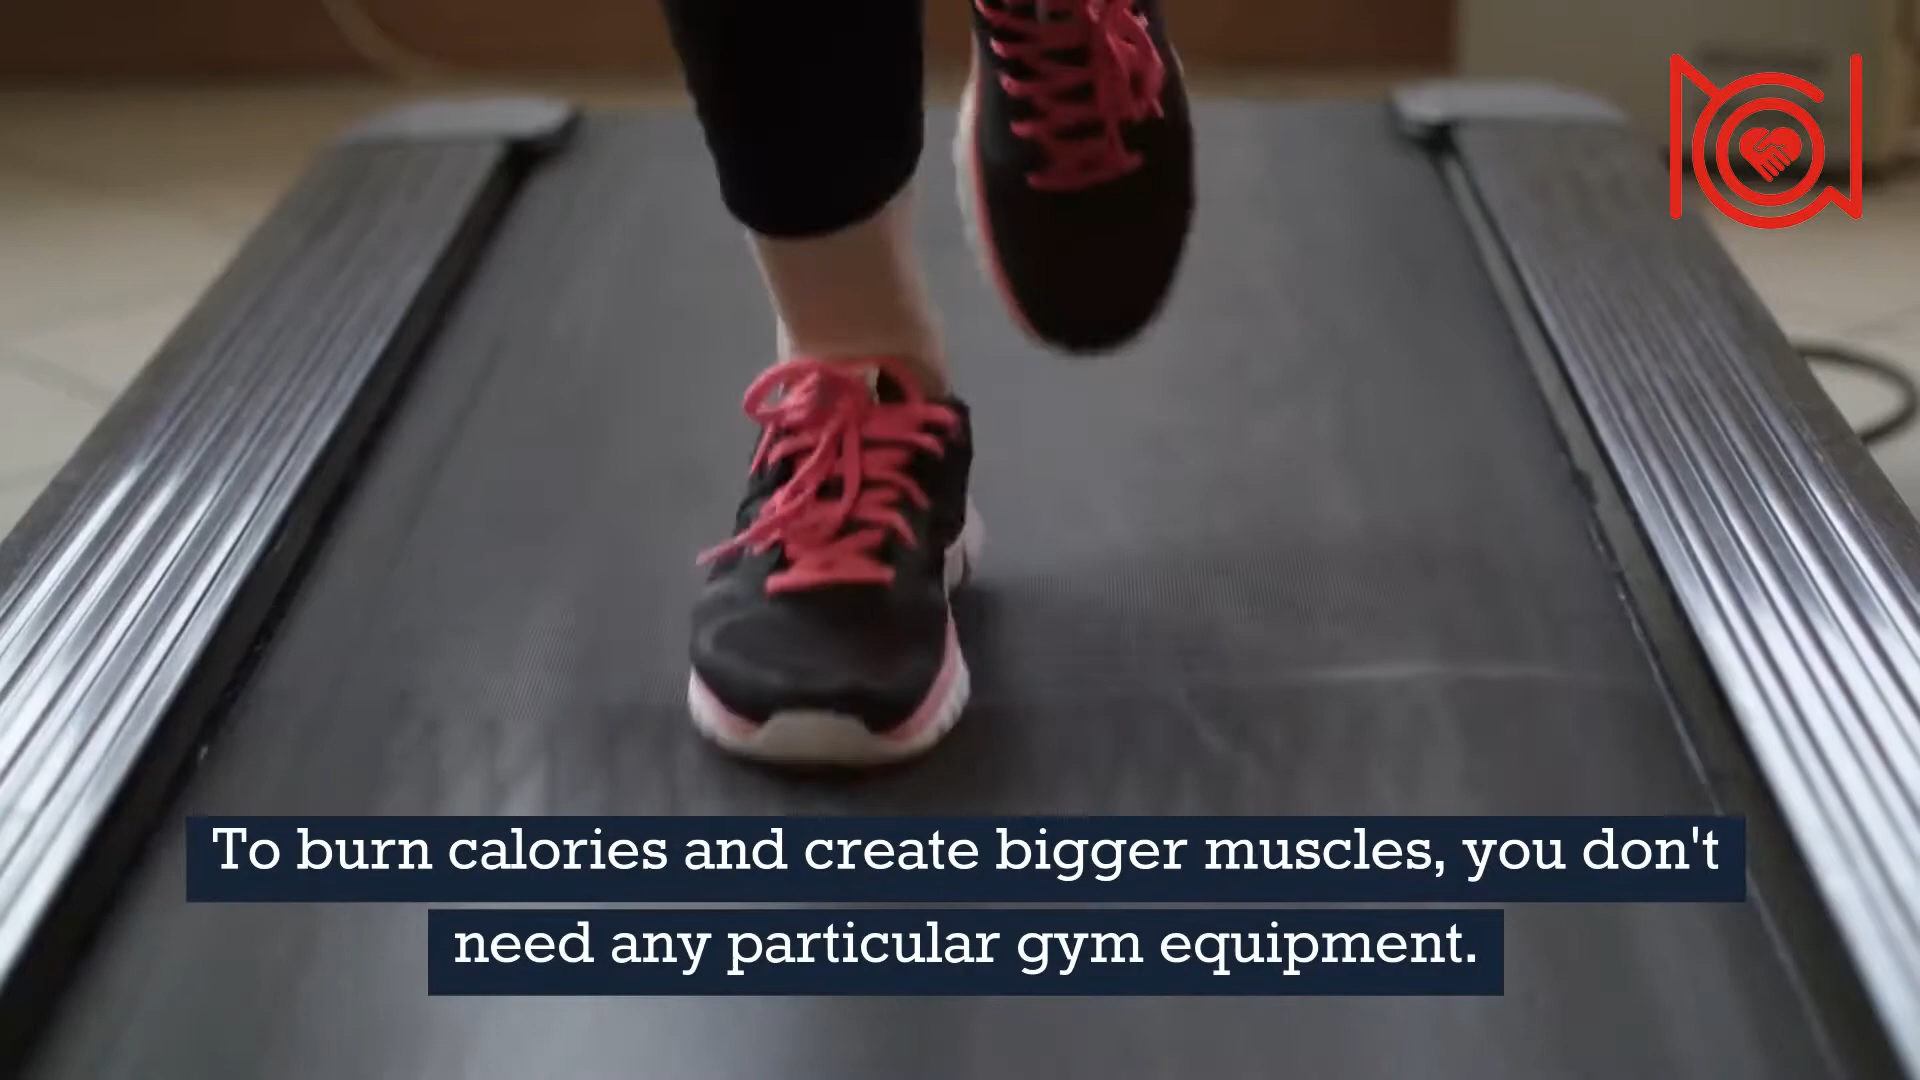 To burn calories and create bigger muscles, you don't
need any particular gym equipment.